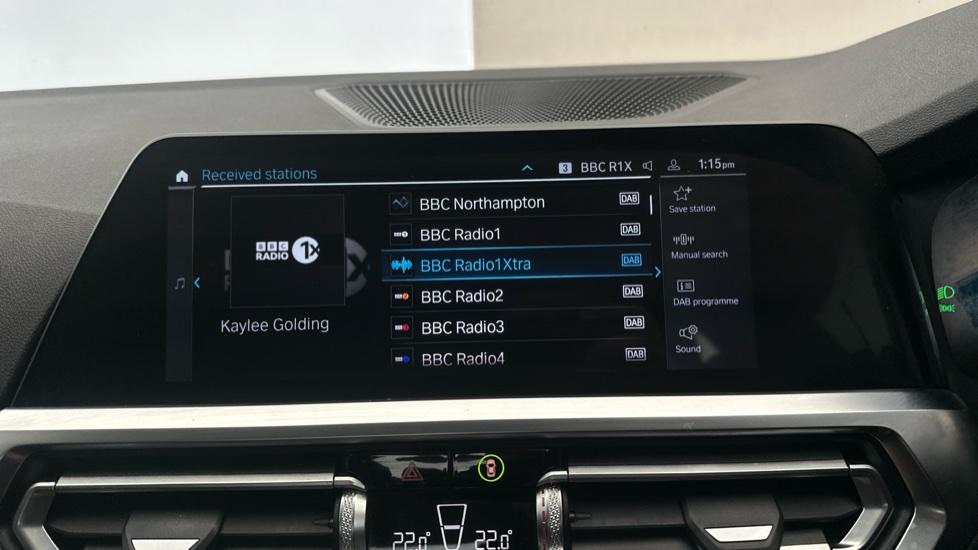 Received stations
3 BBC R1X
1:15pm
BBC Northampton DAB
BBC Radio1 DAB
BBC Radio1Xtra DAB
BBC Radio2 DAB
BBC Radio3 DAB
BBC Radio4 DAB
BBC RADIO 1X
Kaylee Golding
Save station
Manual search
DAB programme
Sound
22.0° 22.0°